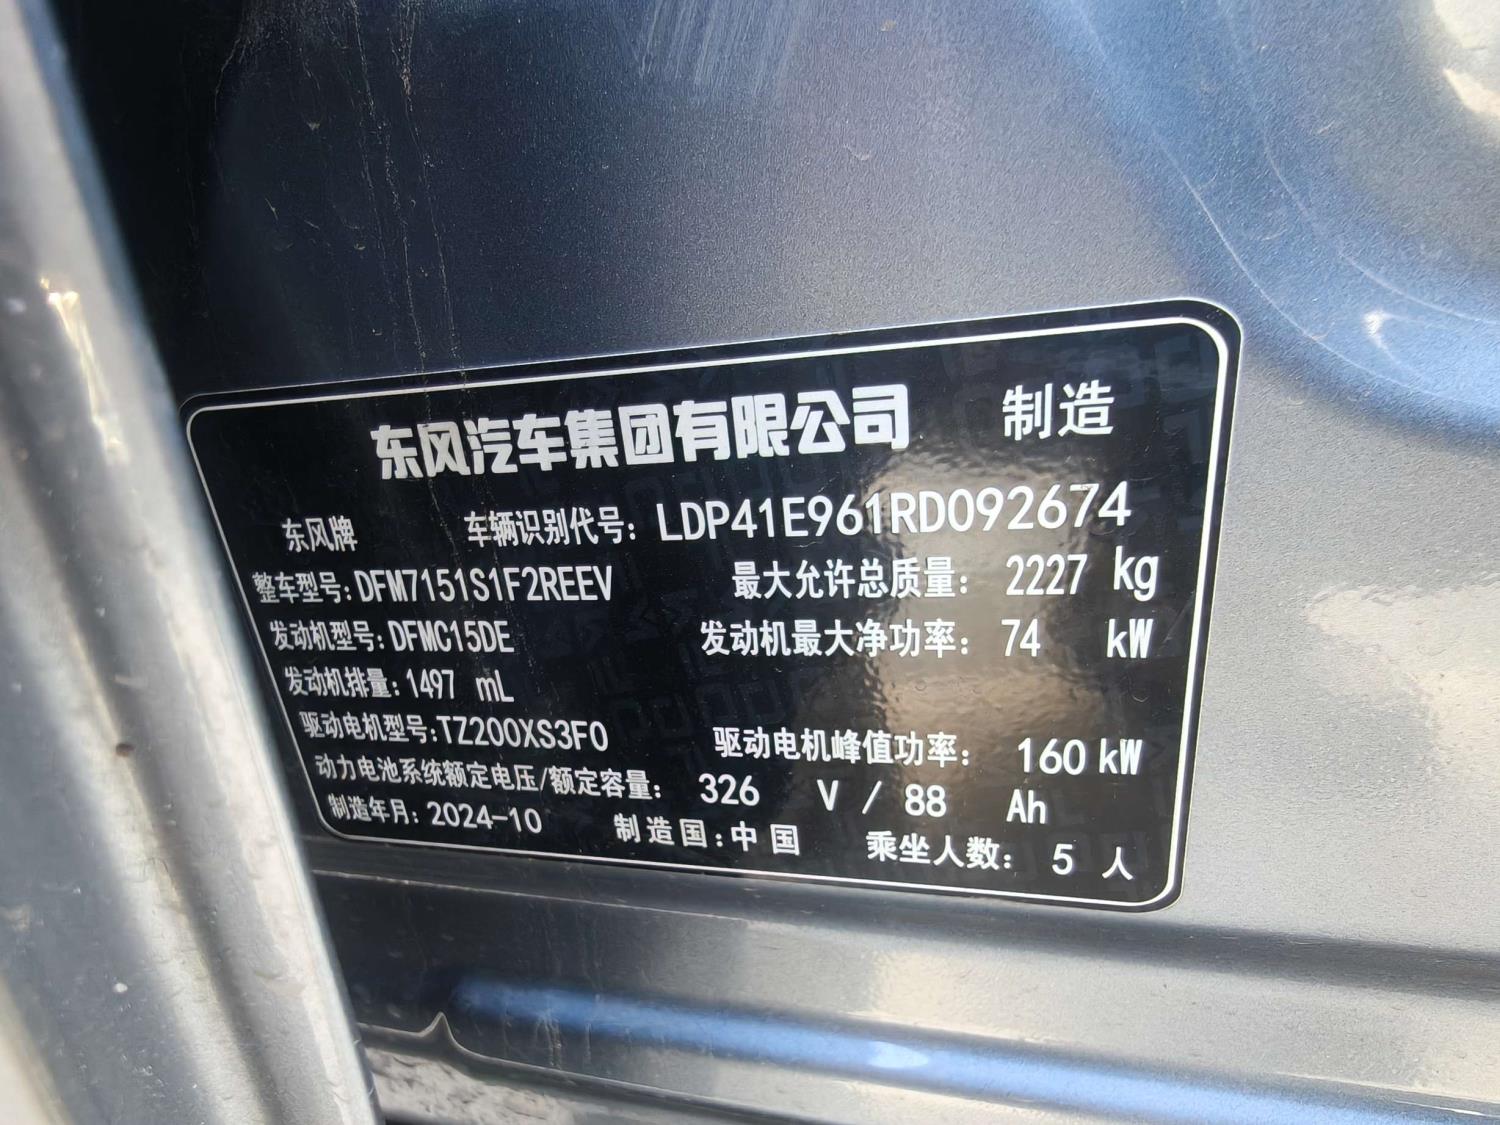 东风汽车集团有限公司 制造
东风牌 车辆识别代号: LDP41E961RD092674
整车型号:DFM7151S1F2REEV 最大允许总质量: 2227 kg
发动机型号:DFMC15DE 发动机最大净功率: 74 kW
发动机排量:1497 mL
驱动电机型号:TZ200XS3F0 驱动电机峰值功率: 160 kW
动力电池系统额定电压/额定容量: 326 V / 88 Ah
制造年月:2024-10 制造国:中国 乘坐人数: 5 人